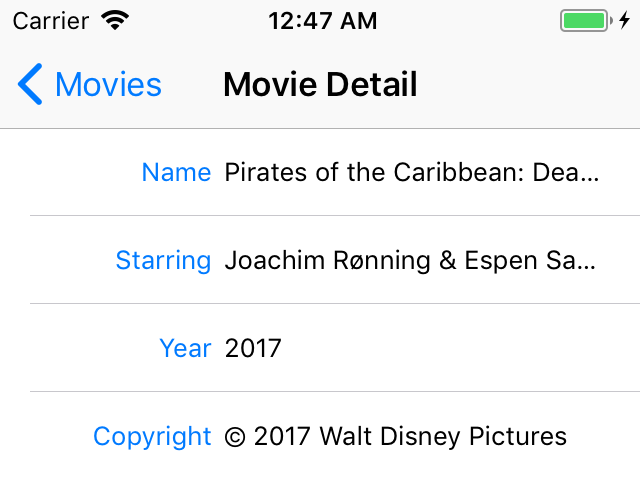 Carrier 12:47 AM
Movies Movie Detail
Name Pirates of the Caribbean: Dea...
Starring Joachim Rønning & Espen Sa...
Year 2017
Copyright © 2017 Walt Disney Pictures